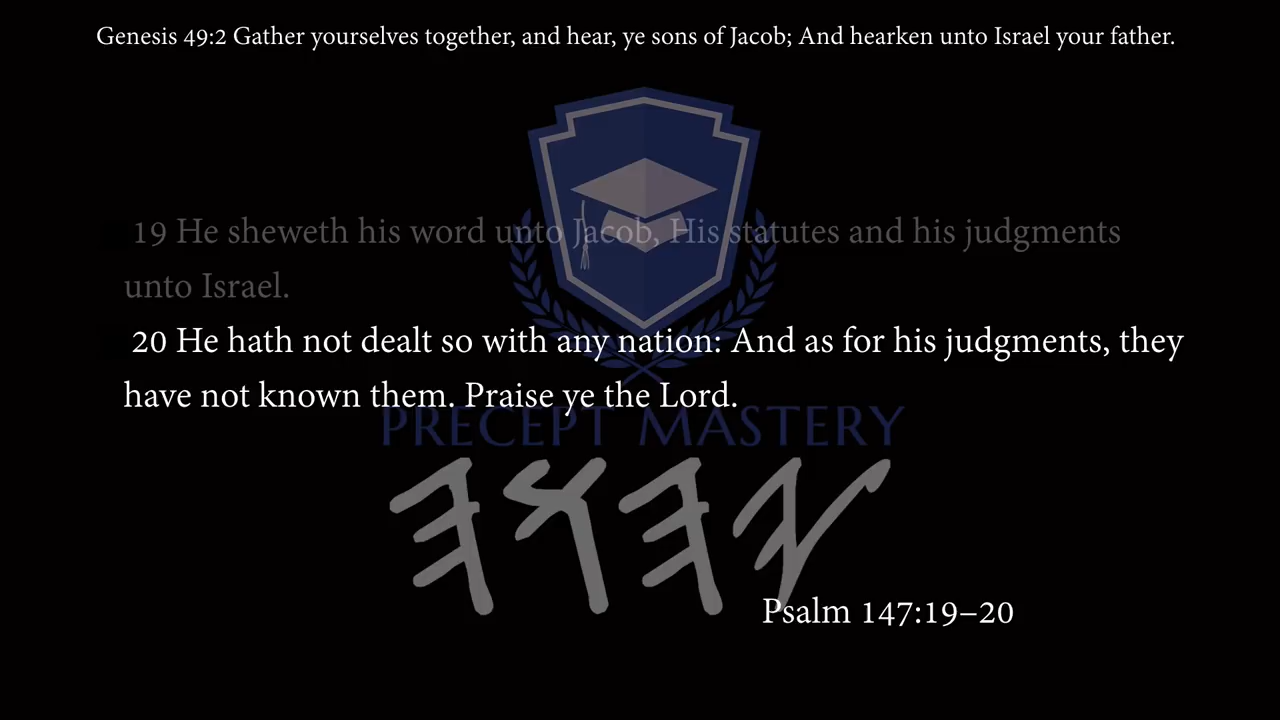 Genesis 49:2 Gather yourselves together, and hear, ye sons of Jacob; And hearken unto Israel your father.
19 He sheweth his word unto Jacob, His statutes and his judgments
unto Israel.
20 He hath not dealt so with any nation: And as for his judgments, they
have not known them. Praise ye the Lord.
PRECEPT MASTERY
𐤉𐤄𐤅𐤄
Psalm 147:19–20